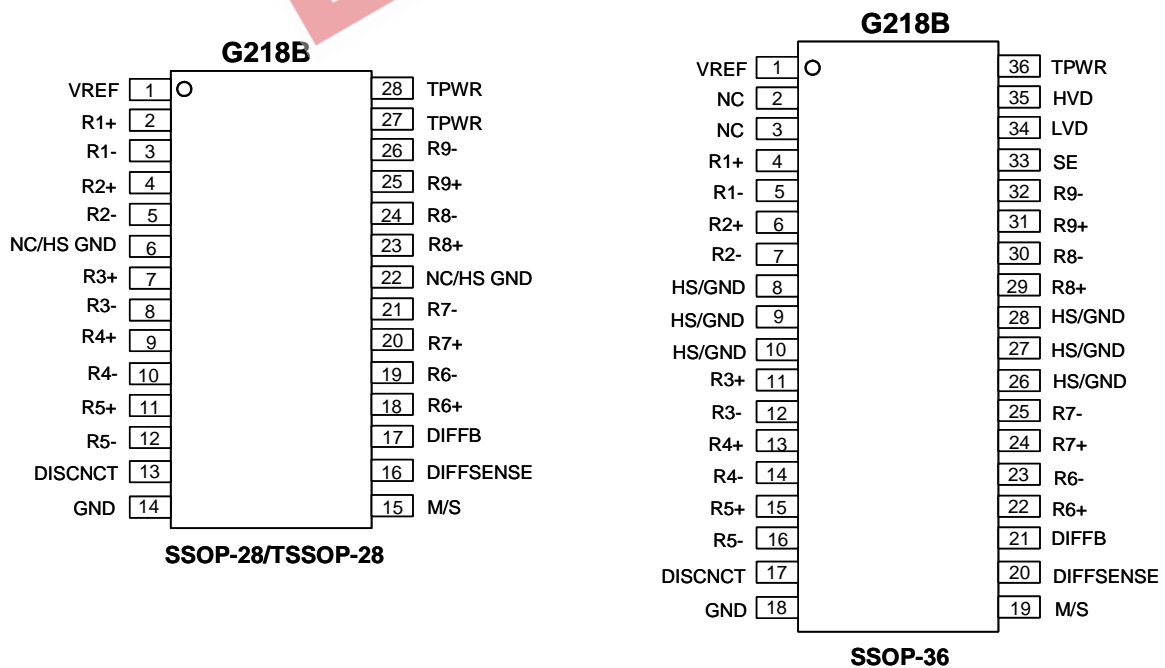 G218B
VREF 1 28 TPWR
R1+ 2 27 TPWR
R1- 3 26 R9-
R2+ 4 25 R9+
R2- 5 24 R8-
NC/HS GND 6 23 R8+
R3+ 7 22 NC/HS GND
R3- 8 21 R7-
R4+ 9 20 R7+
R4- 10 19 R6-
R5+ 11 18 R6+
R5- 12 17 DIFFB
DISCNCT 13 16 DIFFSENSE
GND 14 15 M/S
SSOP-28/TSSOP-28
G218B
VREF 1 36 TPWR
NC 2 35 HVD
NC 3 34 LVD
R1+ 4 33 SE
R1- 5 32 R9-
R2+ 6 31 R9+
R2- 7 30 R8-
HS/GND 8 29 R8+
HS/GND 9 28 HS/GND
HS/GND 10 27 HS/GND
R3+ 11 26 HS/GND
R3- 12 25 R7-
R4+ 13 24 R7+
R4- 14 23 R6-
R5+ 15 22 R6+
R5- 16 21 DIFFB
DISCNCT 17 20 DIFFSENSE
GND 18 19 M/S
SSOP-36